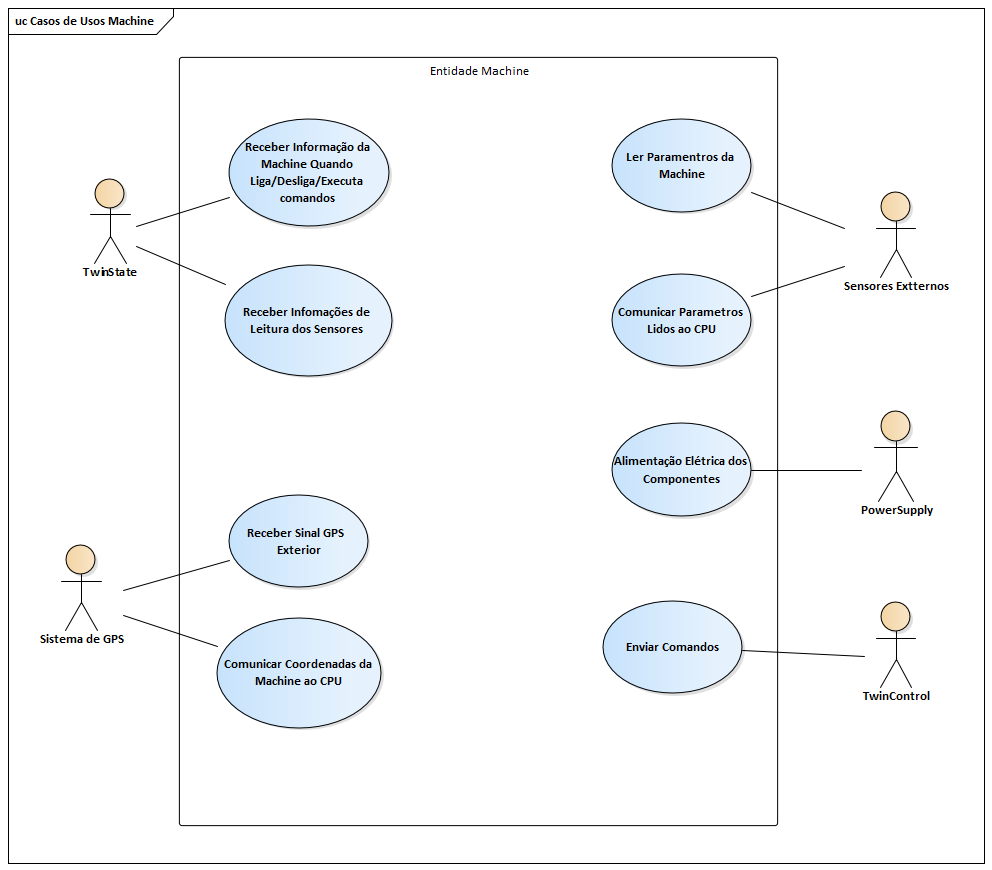 uc Casos de Usos Machine
Entidade Machine
Receber Informação da
Machine Quando
Liga/Desliga/Executa
comandos
Ler Paramentros da
Machine
TwinState
Sensores Extternos
Receber Infomações de
Leitura dos Sensores
Comunicar Parametros
Lidos ao CPU
Alimentação Elétrica dos
Componentes
PowerSupply
Receber Sinal GPS
Exterior
Sistema de GPS
Comunicar Coordenadas da
Machine ao CPU
Enviar Comandos
TwinControl